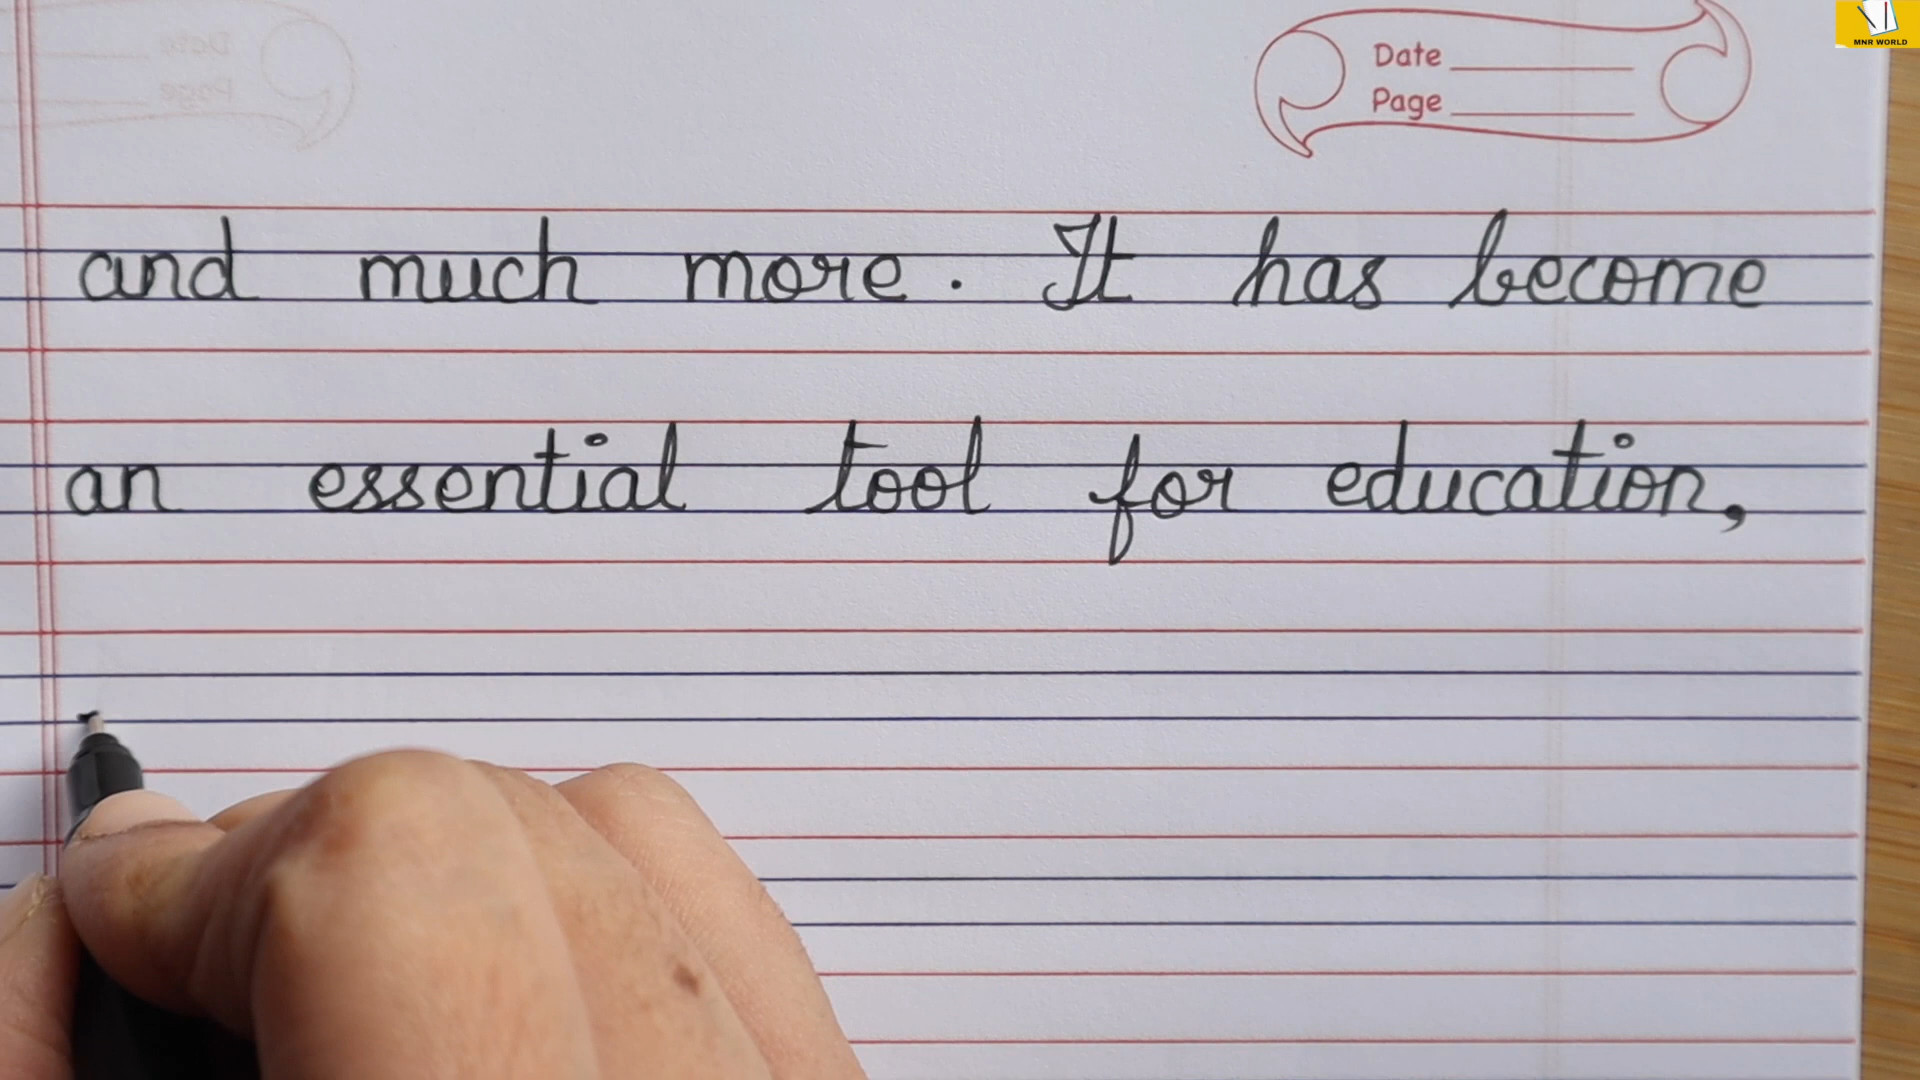 MNR WORLD
Date
Page
and much more. It has become
an essential tool for education,